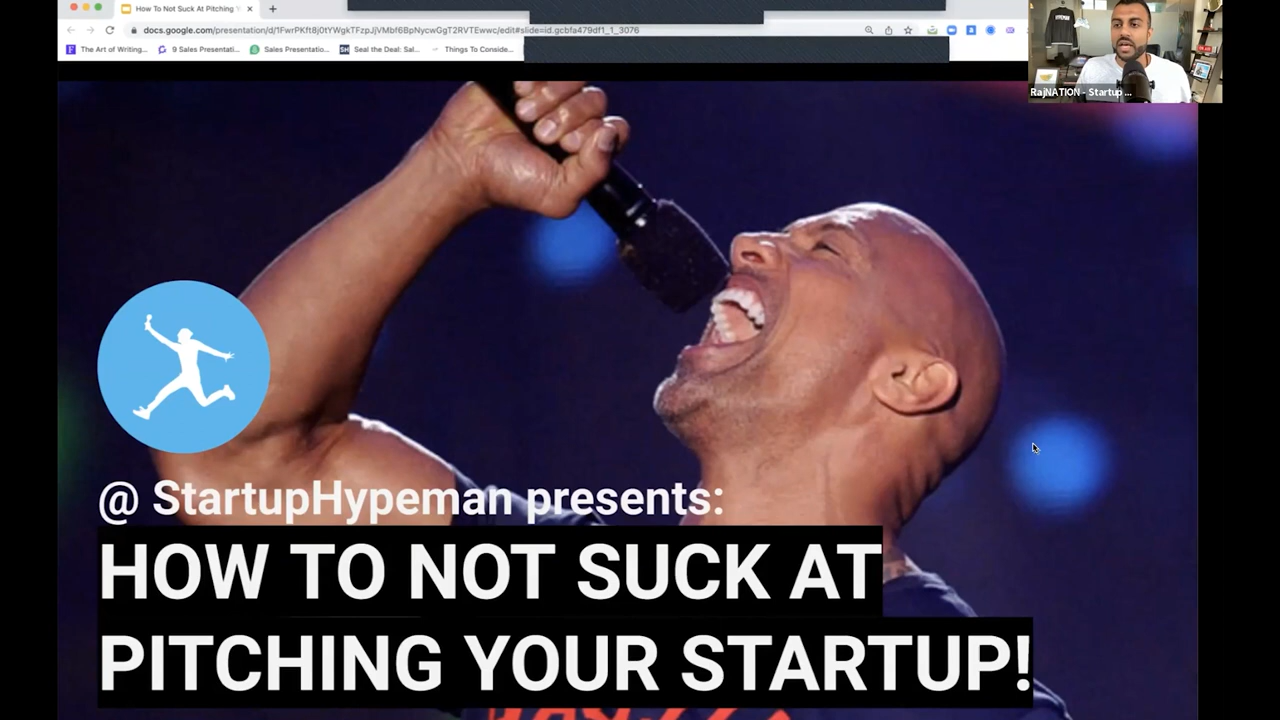 How To Not Suck At Pitching Y
docs.google.com/presentation/d/1FwrPKft8j0tYWgkTFzpJjVMbf6BpNycwGgT2RVTEwwc/edit#slide=id.gcbfa479df1_1_3076
The Art of Writing... 9 Sales Presentati... Sales Presentatio... SH Seal the Deal: Sal... Things To Conside...
RajNATION - Startup ...
@ StartupHypeman presents:
HOW TO NOT SUCK AT
PITCHING YOUR STARTUP!